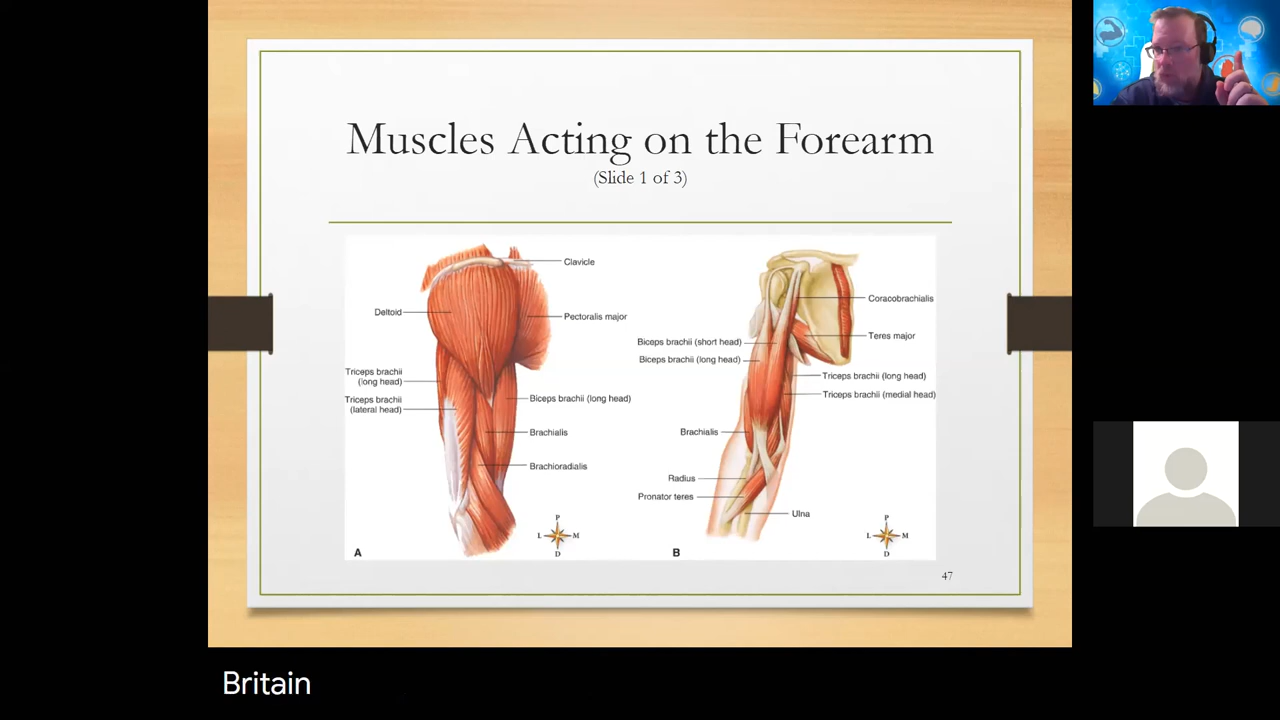 Muscles Acting on the Forearm
(Slide 1 of 3)
Clavicle
Deltoid
Pectoralis major
Triceps brachii
(long head)
Triceps brachii
(lateral head)
Biceps brachii (long head)
Brachialis
Brachioradialis
P
L M
D
A
Coracobrachialis
Teres major
Biceps brachii (short head)
Biceps brachii (long head)
Triceps brachii (long head)
Triceps brachii (medial head)
Brachialis
Radius
Pronator teres
Ulna
P
L M
D
B
47
Britain